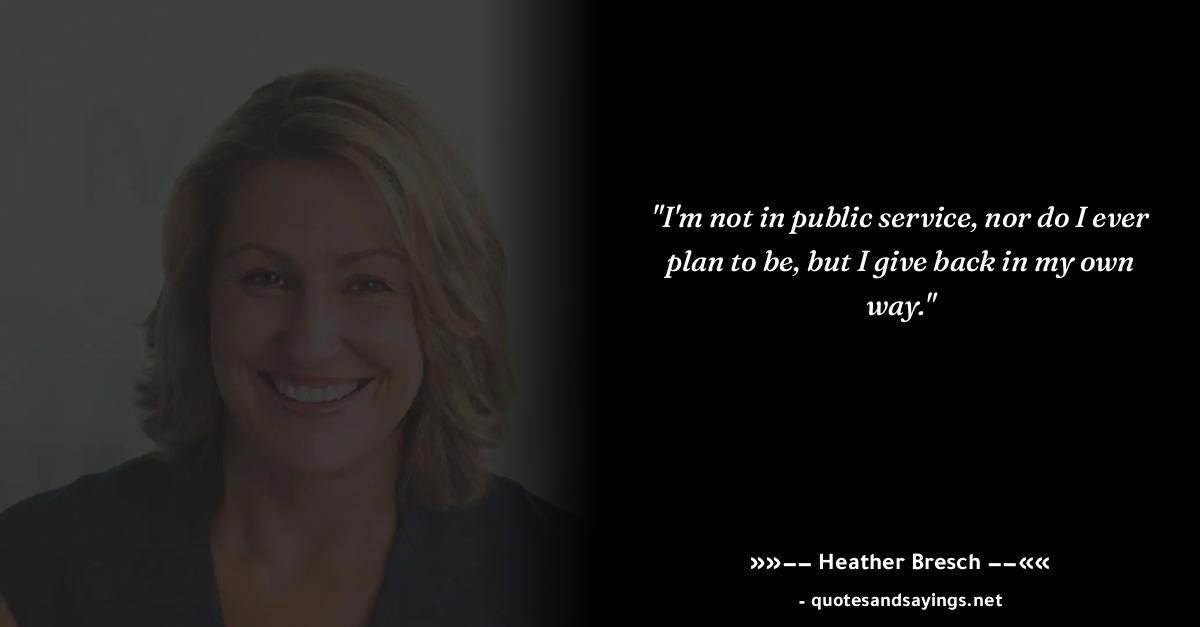 "I'm not in public service, nor do I ever
plan to be, but I give back in my own
way."
»»–– Heather Bresch ––««
- quotesandsayings.net